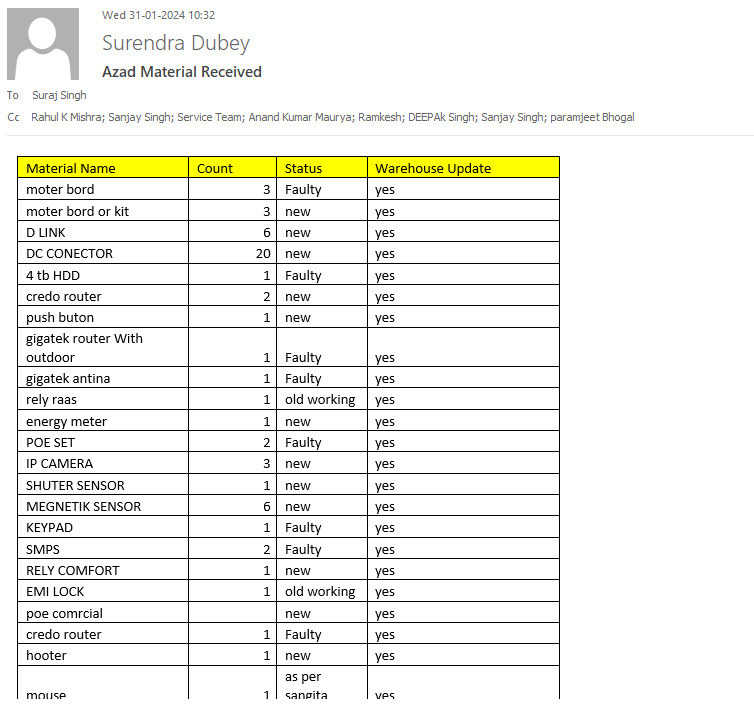 Wed 31-01-2024 10:32
Surendra Dubey
Azad Material Received
To Suraj Singh
Cc Rahul K Mishra; Sanjay Singh; Service Team; Anand Kumar Maurya; Ramkesh; DEEPAk Singh; Sanjay Singh; paramjeet Bhogal
Material Name Count Status Warehouse Update
moter bord 3 Faulty yes
moter bord or kit 3 new yes
D LINK 6 new yes
DC CONECTOR 20 new yes
4 tb HDD 1 Faulty yes
credo router 2 new yes
push buton 1 new yes
gigatek router With
outdoor 1 Faulty yes
gigatek antina 1 Faulty yes
rely raas 1 old working yes
energy meter 1 new yes
POE SET 2 Faulty yes
IP CAMERA 3 new yes
SHUTER SENSOR 1 new yes
MEGNETIK SENSOR 6 new yes
KEYPAD 1 Faulty yes
SMPS 2 Faulty yes
RELY COMFORT 1 new yes
EMI LOCK 1 old working yes
poe comrcial new yes
credo router 1 Faulty yes
hooter 1 new yes
as per
mouse 1 sangita yes